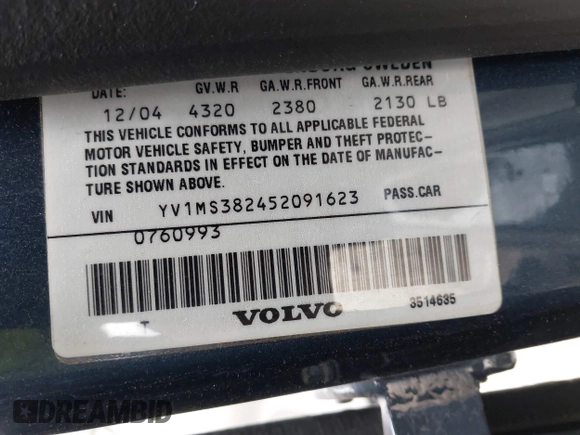 SWEDEN
DATE: GV.W.R GA.W.R.FRONT GA.W.R.REAR
12/04 4320 2380 2130 LB
THIS VEHICLE CONFORMS TO ALL APPLICABLE FEDERAL
MOTOR VEHICLE SAFETY, BUMPER AND THEFT PROTEC-
TION STANDARDS IN EFFECT ON THE DATE OF MANUFAC-
TURE SHOWN ABOVE.
VIN YV1MS382452091623 PASS.CAR
0760993
T VOLVO 3514635
DREAMBID